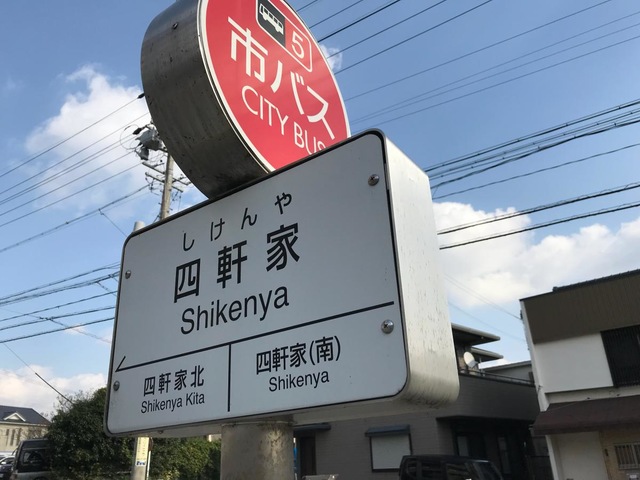 5
市バス
CITY BUS
しけんや
四軒家
Shikenya
四軒家北
Shikenya Kita
四軒家(南)
Shikenya